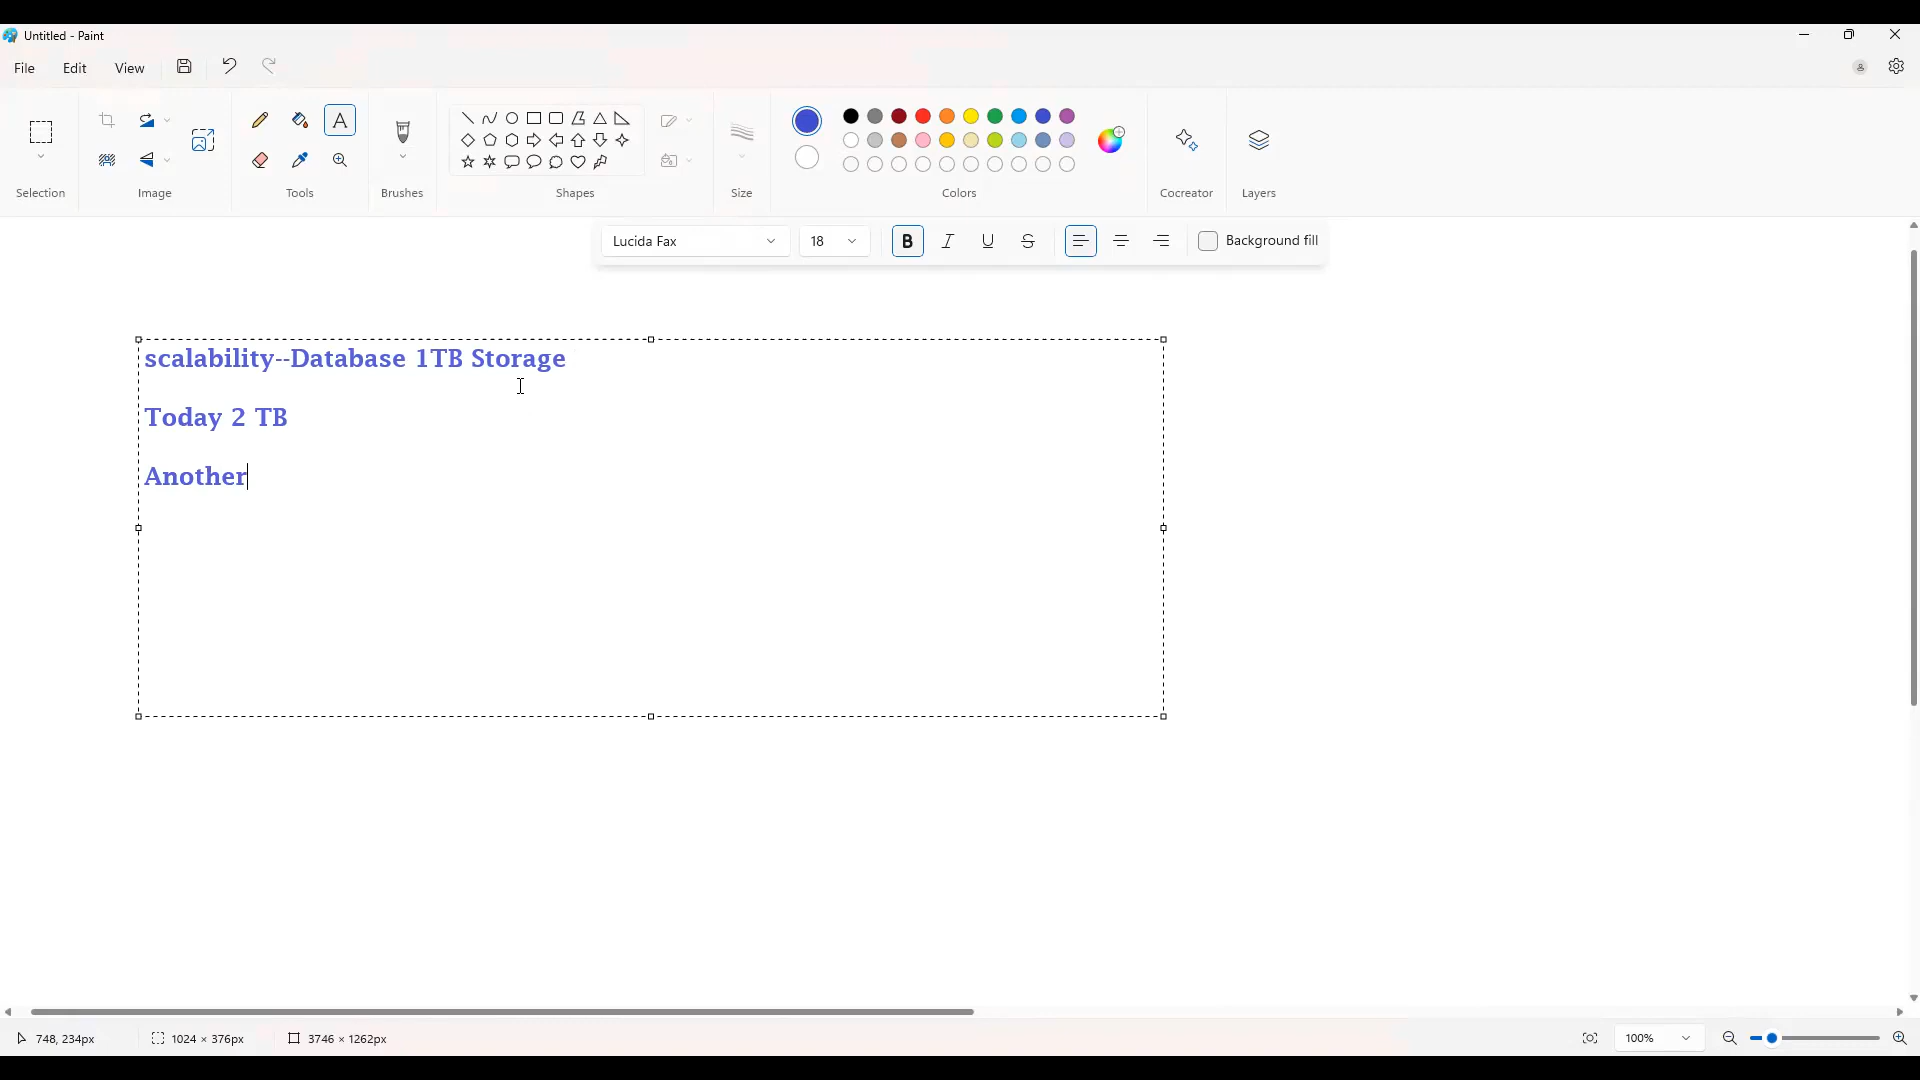 Untitled - Paint
File Edit View
Selection Image Tools Brushes Shapes Size Colors Cocreator Layers
Lucida Fax 18 B I U S Background fill
scalability--Database 1TB Storage
Today 2 TB
Another
748, 234px 1024 × 376px 3746 × 1262px 100%